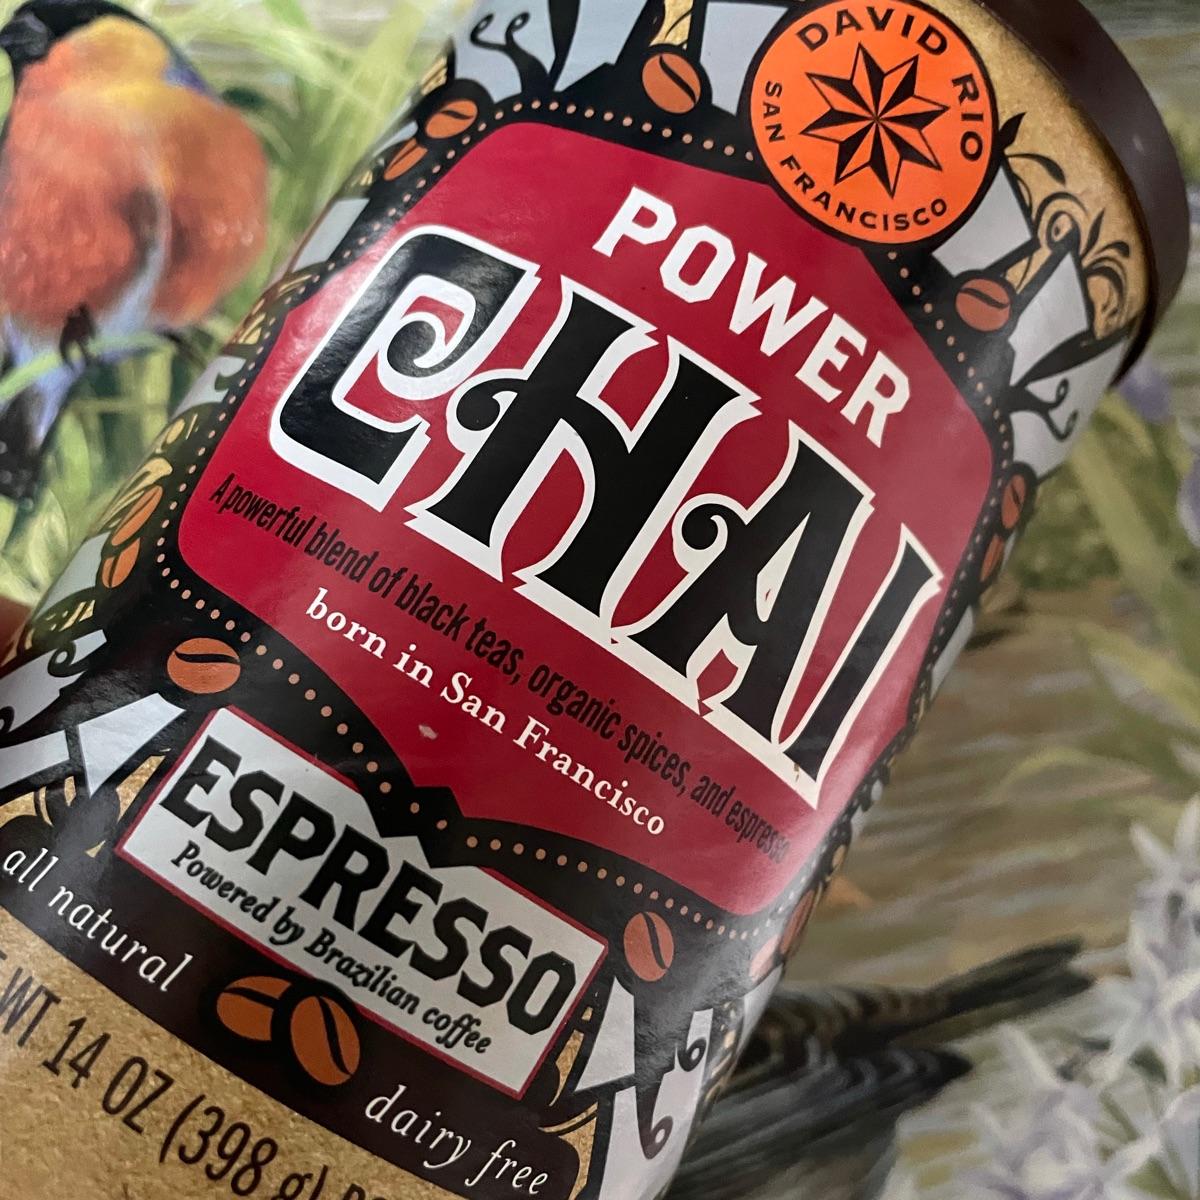 DAVID RIO
SAN FRANCISCO
POWER
CHAI
A powerful blend of black teas, organic spices, and espresso
born in San Francisco
ESPRESSO
Powered by Brazilian coffee
all natural
dairy free
WT 14 OZ (398 g)